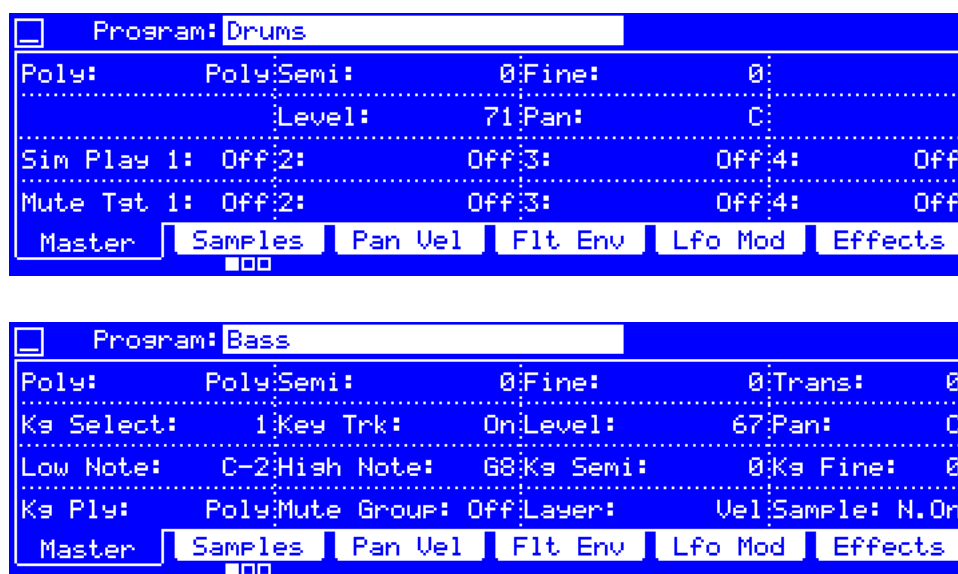 Program: Drums
Poly: Poly Semi: 0 Fine: 0
Level: 71 Pan: C
Sim Play 1: Off 2: Off 3: Off 4: Off
Mute Tgt 1: Off 2: Off 3: Off 4: Off
Master Samples Pan Vel Flt Env Lfo Mod Effects
Program: Bass
Poly: Poly Semi: 0 Fine: 0 Trans: 0
Kg Select: 1 Key Trk: On Level: 67 Pan: C
Low Note: C-2 High Note: G8 Kg Semi: 0 Kg Fine: 0
Kg Ply: Poly Mute Group: Off Layer: Vel Sample: N.On
Master Samples Pan Vel Flt Env Lfo Mod Effects